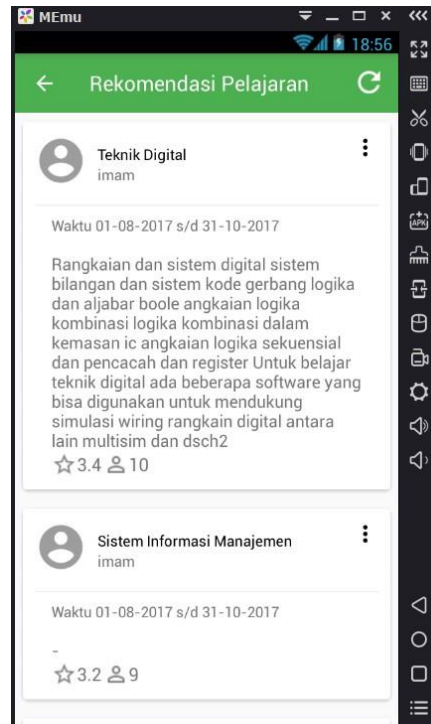 MEmu
18:56
Rekomendasi Pelajaran
Teknik Digital
imam
Waktu 01-08-2017 s/d 31-10-2017
Rangkaian dan sistem digital sistem
bilangan dan sistem kode gerbang logika
dan aljabar boole angkaian logika
kombinasi logika kombinasi dalam
kemasan ic angkaian logika sekuensial
dan pencacah dan register Untuk belajar
teknik digital ada beberapa software yang
bisa digunakan untuk mendukung
simulasi wiring rangkain digital antara
lain multisim dan dsch2
3.4 10
Sistem Informasi Manajemen
imam
Waktu 01-08-2017 s/d 31-10-2017
-
3.2 9
APK